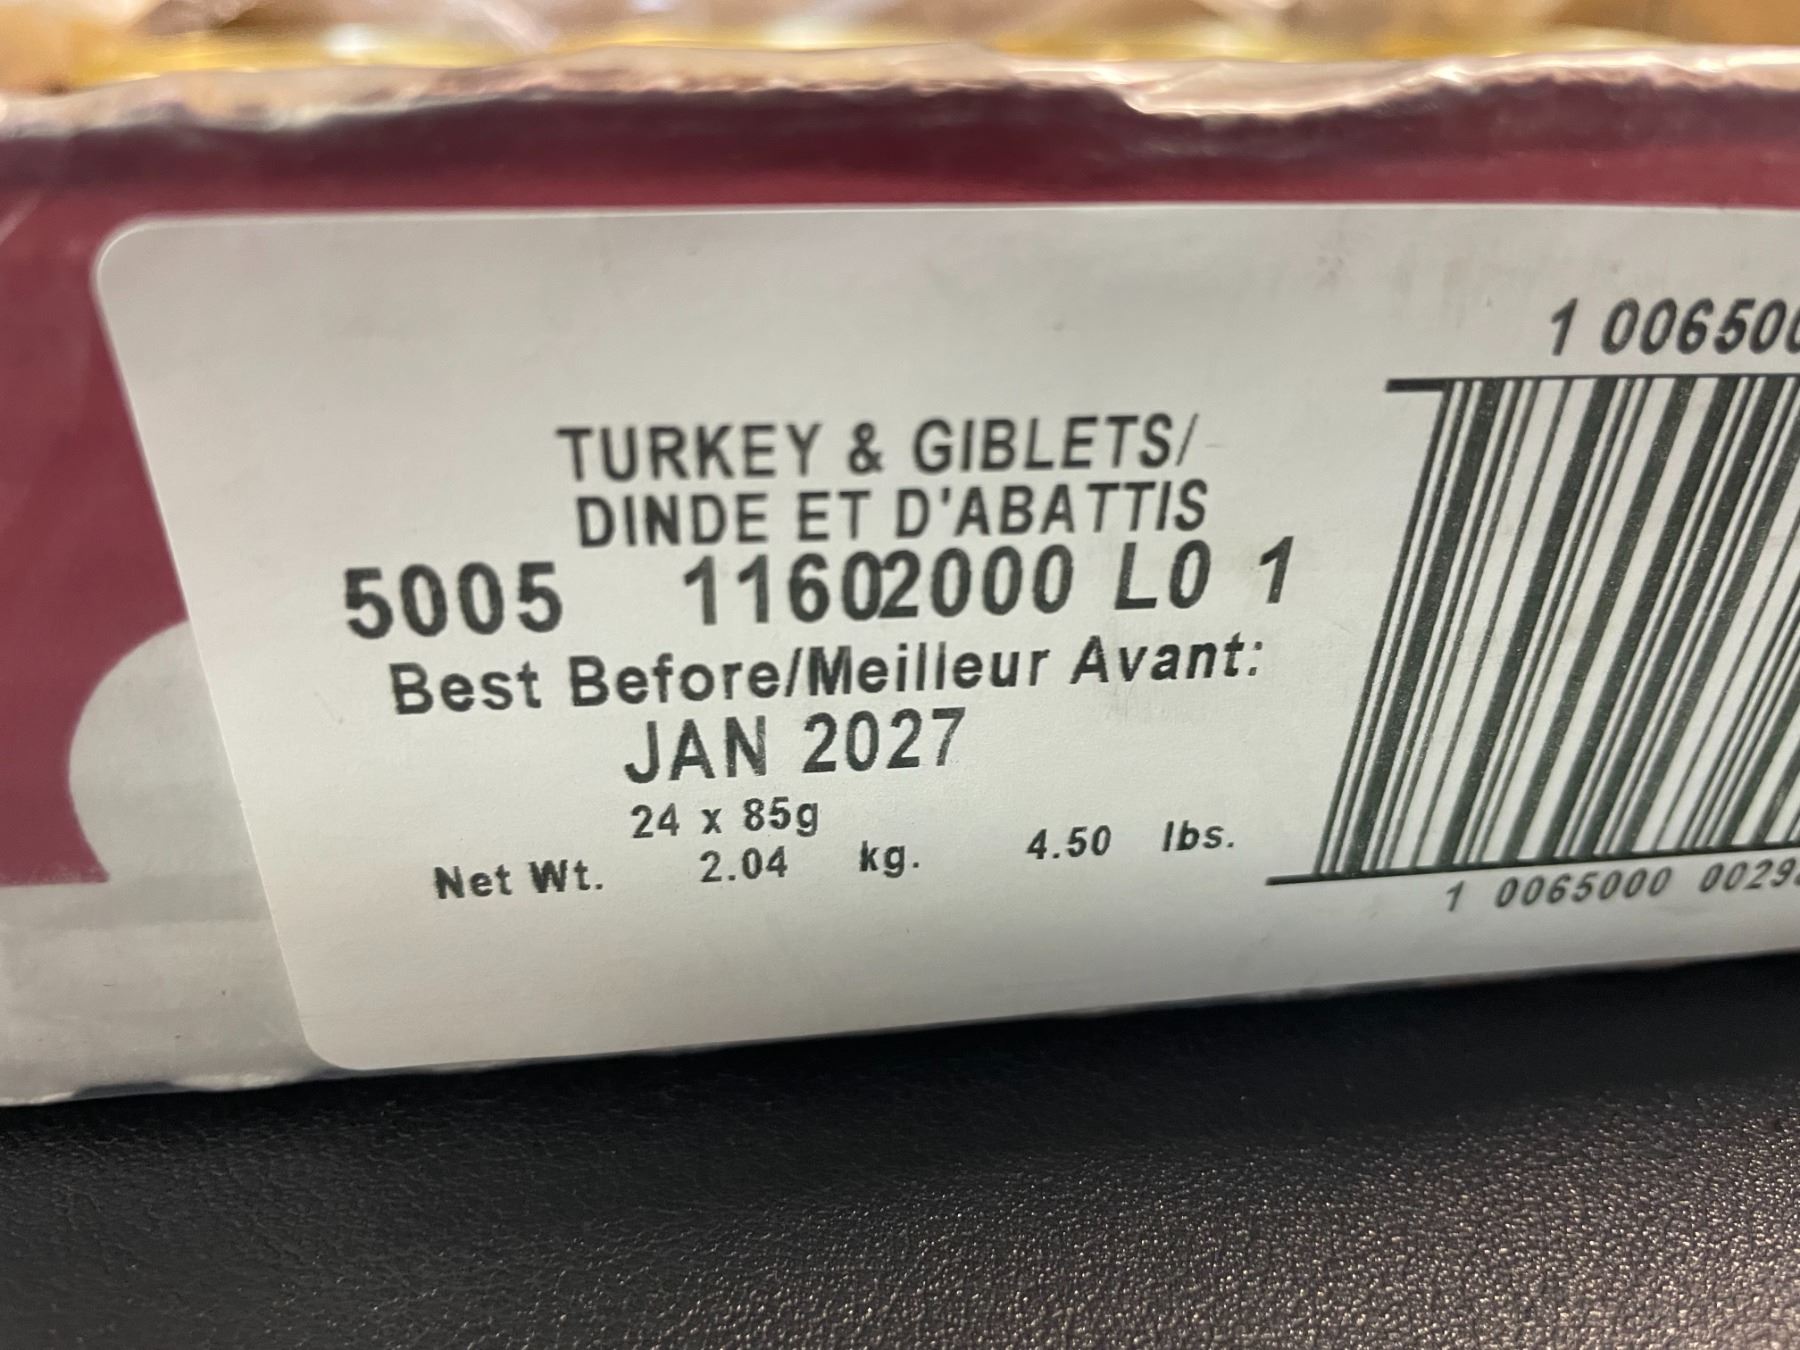 TURKEY & GIBLETS/
DINDE ET D'ABATTIS
5005 11602000 L0 1
Best Before/Meilleur Avant:
JAN 2027
24 x 85g
Net Wt. 2.04 kg. 4.50 lbs.
1 006500
1 0065000 0029